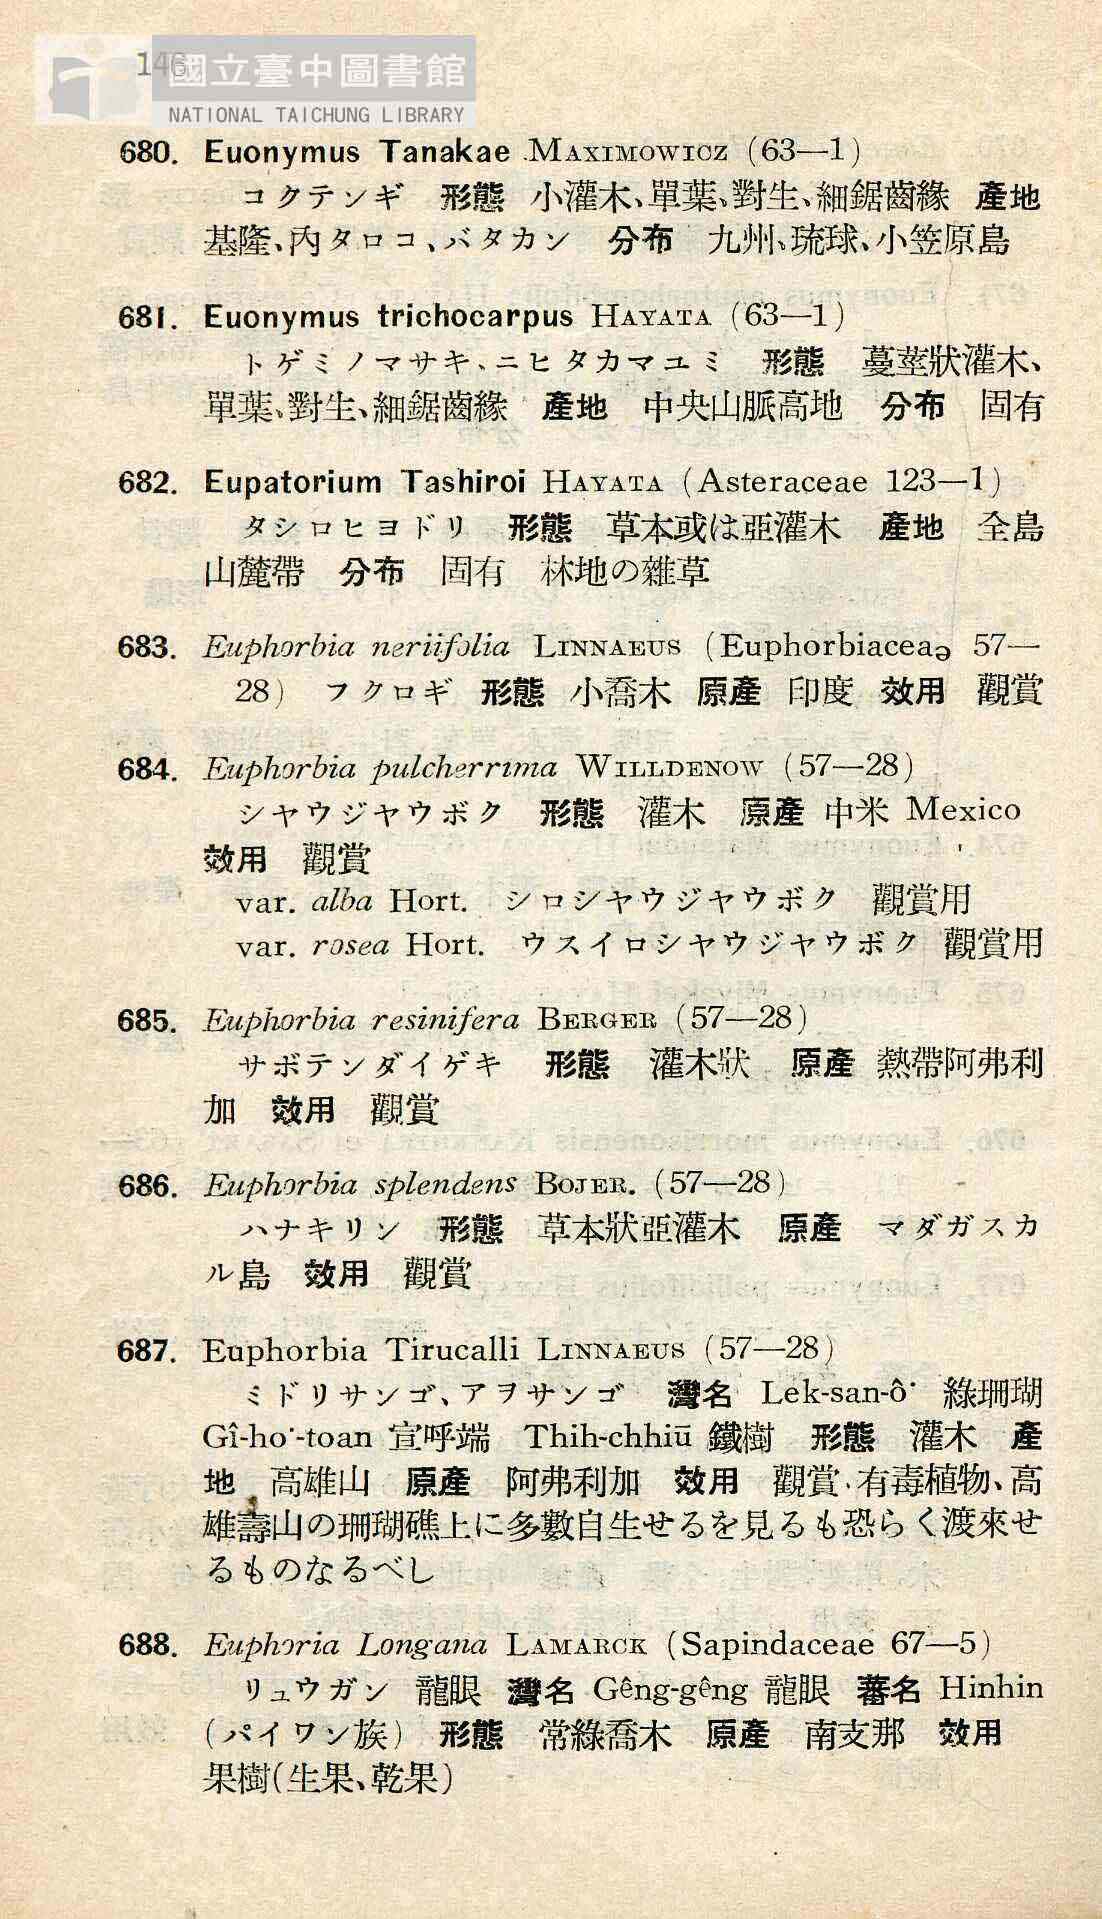 146
國立臺中圖書館
NATIONAL TAICHUNG LIBRARY
680. Euonymus Tanakae MAXIMOWICZ (63—1)
コクテンギ 形態 小灌木、單葉、對生、細鋸齒緣 產地
基隆、內タロコ、バタカン 分布 九州、琉球、小笠原島
681. Euonymus trichocarpus HAYATA (63—1)
トゲミノマサキ、ニヒタカマユミ 形態 蔓莖狀灌木、
單葉、對生、細鋸齒緣 產地 中央山脈高地 分布 固有
682. Eupatorium Tashiroi HAYATA (Asteraceae 123—1)
タシロヒヨドリ 形態 草本或は亞灌木 產地 全島
山麓帶 分布 固有 林地の雜草
683. Euphorbia neriifolia LINNAEUS (Euphorbiaceae 57—
28) フクロギ 形態 小喬木 原產 印度 效用 觀賞
684. Euphorbia pulcherrima WILLDENOW (57—28)
シヤウジヤウボク 形態 灌木 原產 中米 Mexico
效用 觀賞
var. alba Hort. シロシヤウジヤウボク 觀賞用
var. rosea Hort. ウスイロシヤウジヤウボク 觀賞用
685. Euphorbia resinifera BERGER (57—28)
サボテンダイゲキ 形態 灌木狀 原產 熱帶阿弗利
加 效用 觀賞
686. Euphorbia splendens BOJER. (57—28)
ハナキリン 形態 草本狀亞灌木 原產 マダガスカ
ル島 效用 觀賞
687. Euphorbia Tirucalli LINNAEUS (57—28)
ミドリサンゴ、アヲサンゴ 灣名 Lek-san-ô͘ 綠珊瑚
Gî-ho͘-toan 宣呼端 Thih-chhiū 鐵樹 形態 灌木 產
地 高雄山 原產 阿弗利加 效用 觀賞、有毒植物、高
雄壽山の珊瑚礁上に多數自生せるを見るも恐らく渡來せ
るものなるべし
688. Euphoria Longana LAMARCK (Sapindaceae 67—5)
リュウガン 龍眼 灣名 Gêng-gêng 龍眼 蕃名 Hinhin
(パイワン族) 形態 常綠喬木 原產 南支那 效用
果樹(生果、乾果)